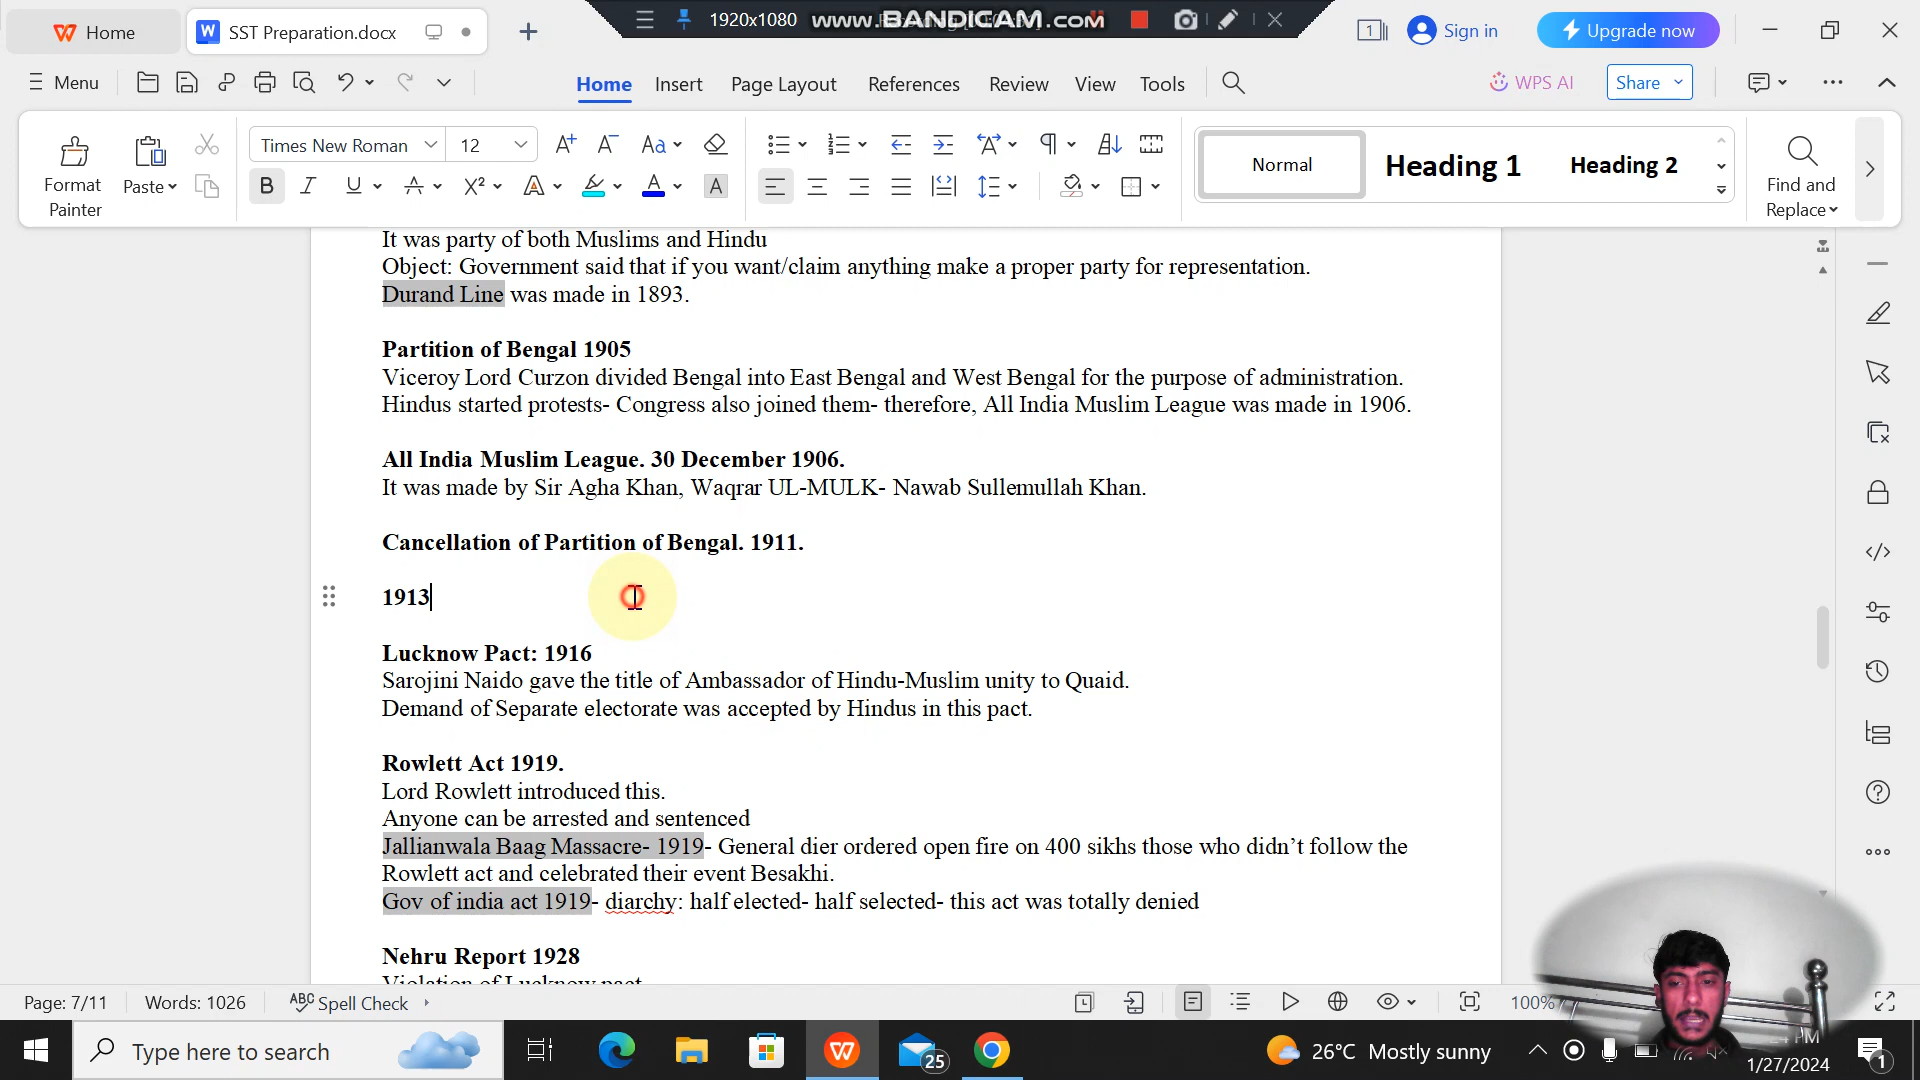 Home
SST Preparation.docx
1920x1080
www.BANDICAM.com
1
Sign in
Upgrade now
Menu
Home
Insert
Page Layout
References
Review
View
Tools
WPS AI
Share
Format
Painter
Paste
Times New Roman
12
Normal
Heading 1
Heading 2
Find and
Replace
It was party of both Muslims and Hindu
Object: Government said that if you want/claim anything make a proper party for representation.
Durand Line was made in 1893.
Partition of Bengal 1905
Viceroy Lord Curzon divided Bengal into East Bengal and West Bengal for the purpose of administration.
Hindus started protests- Congress also joined them- therefore, All India Muslim League was made in 1906.
All India Muslim League. 30 December 1906.
It was made by Sir Agha Khan, Waqrar UL-MULK- Nawab Sullemullah Khan.
Cancellation of Partition of Bengal. 1911.
1913
Lucknow Pact: 1916
Sarojini Naido gave the title of Ambassador of Hindu-Muslim unity to Quaid.
Demand of Separate electorate was accepted by Hindus in this pact.
Rowlett Act 1919.
Lord Rowlett introduced this.
Anyone can be arrested and sentenced
Jallianwala Baag Massacre- 1919- General dier ordered open fire on 400 sikhs those who didn’t follow the
Rowlett act and celebrated their event Besakhi.
Gov of india act 1919- diarchy: half elected- half selected- this act was totally denied
Nehru Report 1928
Violation of Lucknow pact
Page: 7/11
Words: 1026
ABC Spell Check
100%
Type here to search
25
26°C Mostly sunny
PM
1/27/2024
1